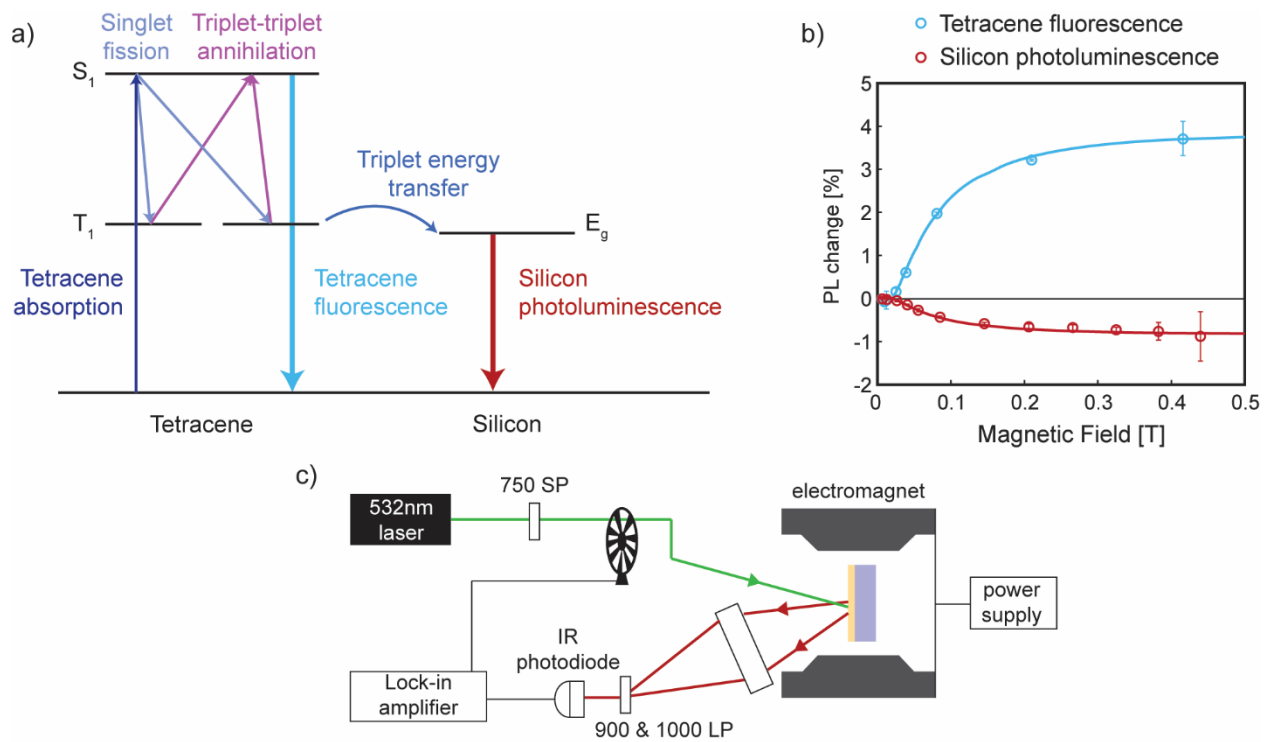 a)
Singlet
fission
Triplet-triplet
annihilation
S1
Triplet energy
transfer
T1
Eg
Tetracene
absorption
Tetracene
fluorescence
Silicon
photoluminescence
Tetracene
Silicon
b)
Tetracene fluorescence
Silicon photoluminescence
5
4
3
2
1
0
-1
-2
PL change [%]
0
0.1
0.2
0.3
0.4
0.5
Magnetic Field [T]
c)
750 SP
532nm
laser
electromagnet
power
supply
IR
photodiode
Lock-in
amplifier
900 & 1000 LP